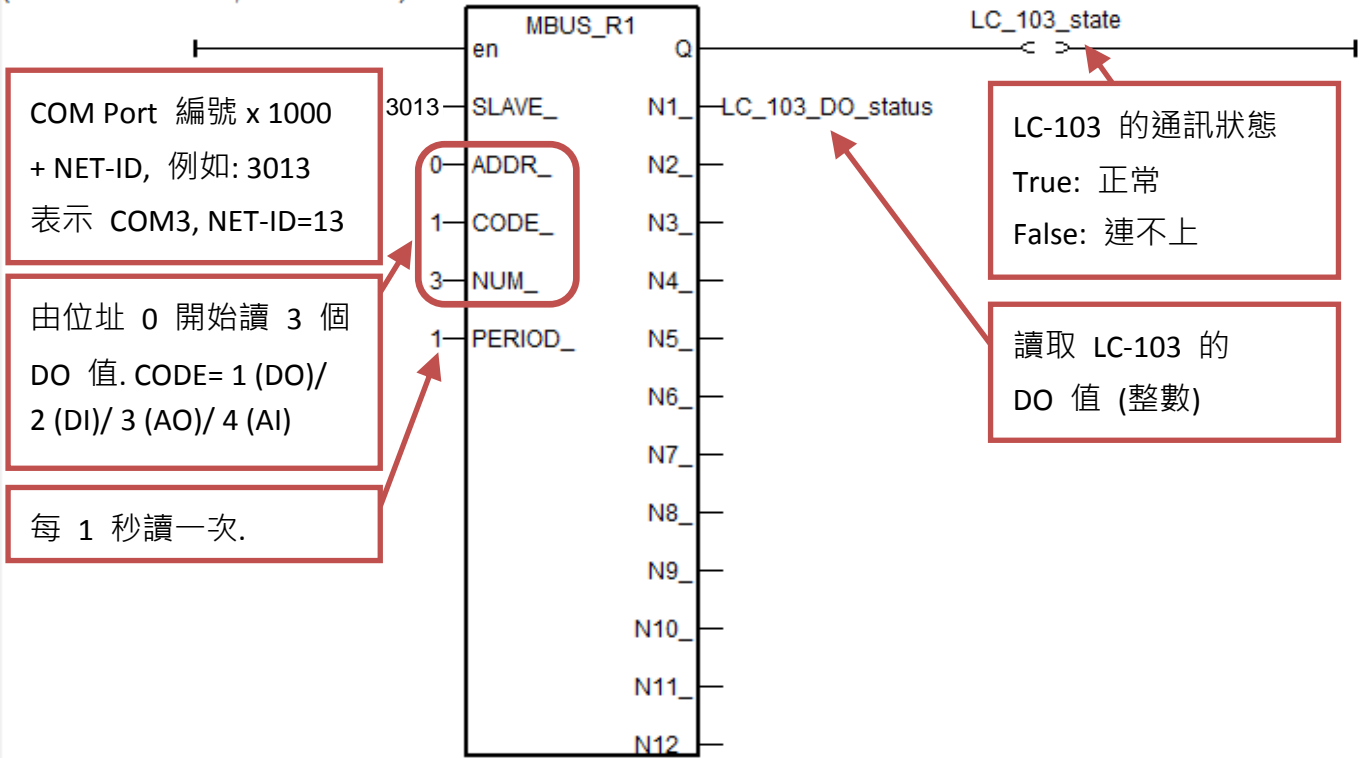 MBUS_R1
LC_103_state
en
Q
COM Port 編號 x 1000
+ NET-ID, 例如: 3013
表示 COM3, NET-ID=13
3013
SLAVE_
N1_
LC_103_DO_status
LC-103 的通訊狀態
True: 正常
False: 連不上
0
ADDR_
N2_
1
CODE_
N3_
3
NUM_
N4_
由位址 0 開始讀 3 個
DO 值. CODE= 1 (DO)/
2 (DI)/ 3 (AO)/ 4 (AI)
1
PERIOD_
N5_
讀取 LC-103 的
DO 值 (整數)
N6_
N7_
每 1 秒讀一次.
N8_
N9_
N10_
N11_
N12